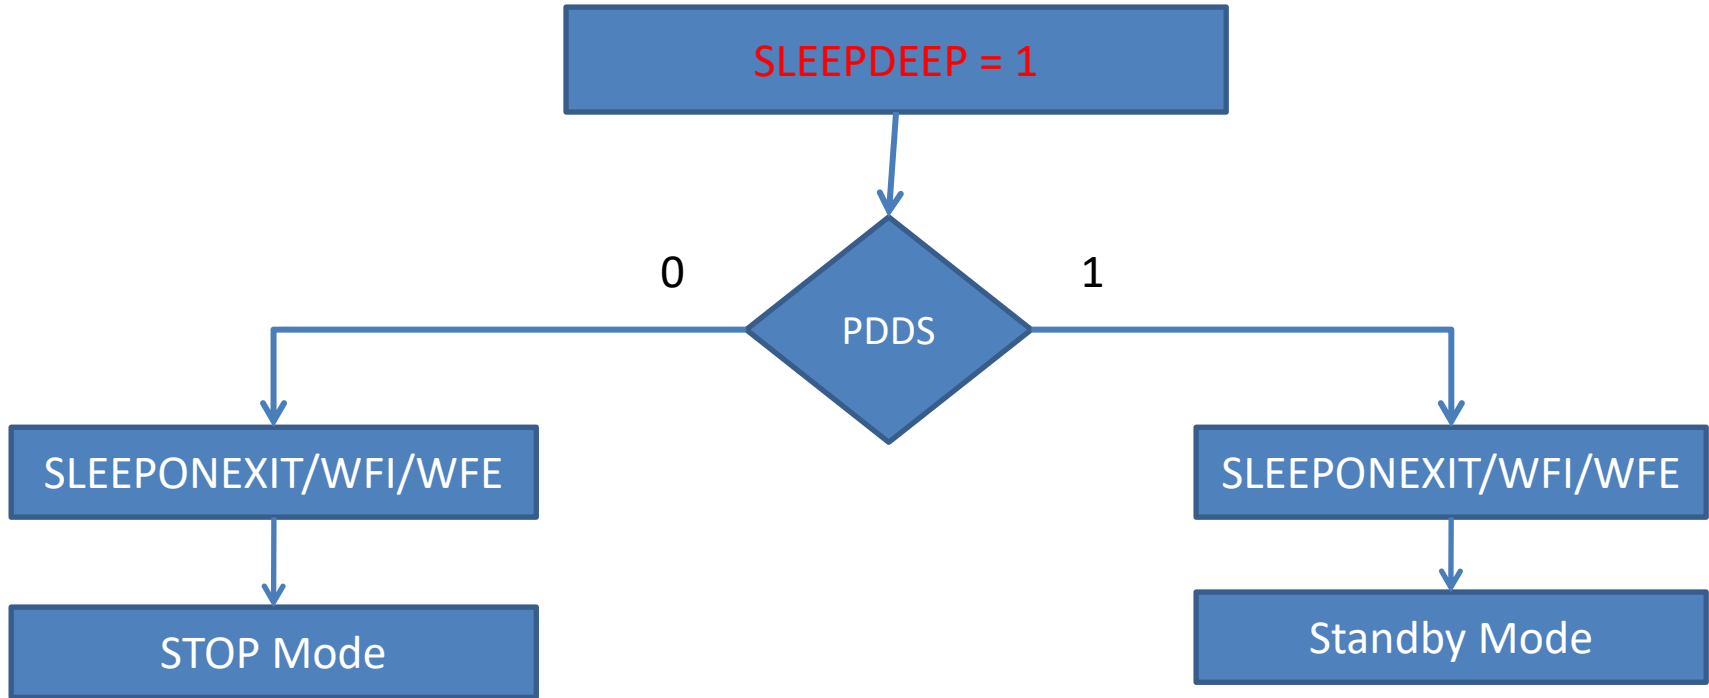 SLEEPDEEP = 1
0
1
PDDS
SLEEPONEXIT/WFI/WFE
SLEEPONEXIT/WFI/WFE
STOP Mode
Standby Mode